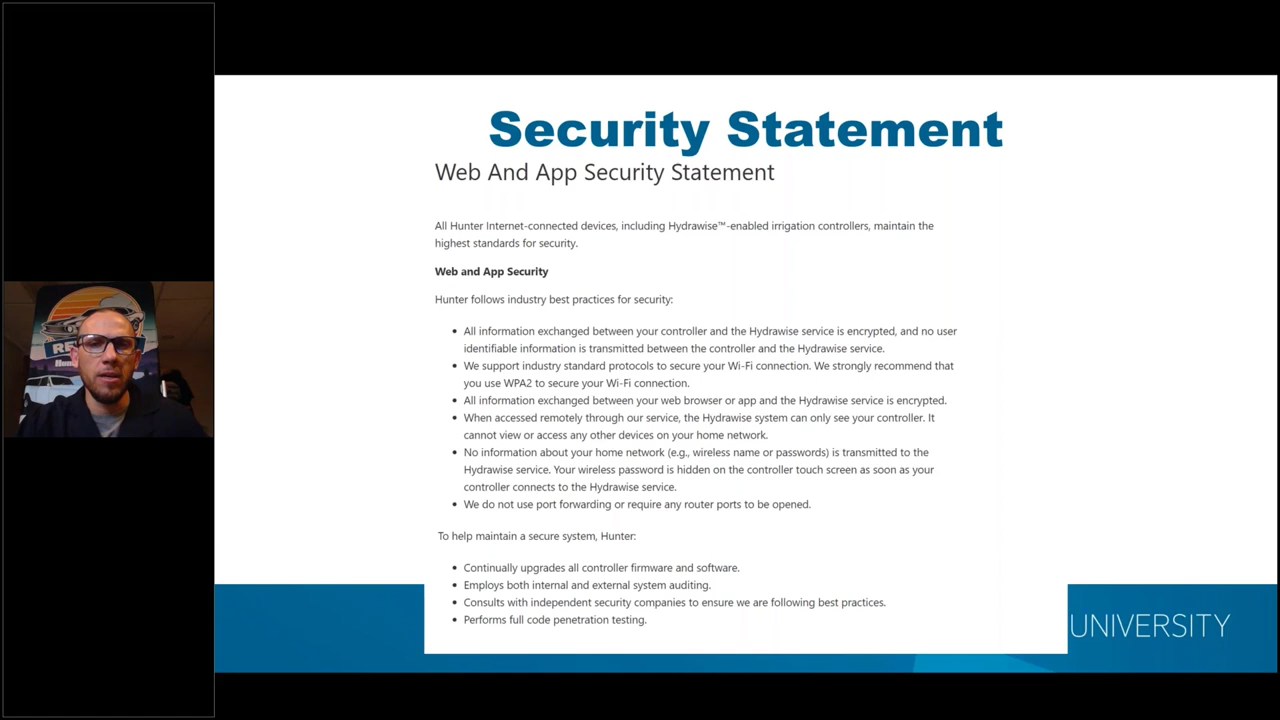 Security Statement
Web And App Security Statement
All Hunter Internet-connected devices, including Hydrawise™-enabled irrigation controllers, maintain the
highest standards for security.
Web and App Security
Hunter follows industry best practices for security:
• All information exchanged between your controller and the Hydrawise service is encrypted, and no user
identifiable information is transmitted between the controller and the Hydrawise service.
• We support industry standard protocols to secure your Wi-Fi connection. We strongly recommend that
you use WPA2 to secure your Wi-Fi connection.
• All information exchanged between your web browser or app and the Hydrawise service is encrypted.
• When accessed remotely through our service, the Hydrawise system can only see your controller. It
cannot view or access any other devices on your home network.
• No information about your home network (e.g., wireless name or passwords) is transmitted to the
Hydrawise service. Your wireless password is hidden on the controller touch screen as soon as your
controller connects to the Hydrawise service.
• We do not use port forwarding or require any router ports to be opened.
To help maintain a secure system, Hunter:
• Continually upgrades all controller firmware and software.
• Employs both internal and external system auditing.
• Consults with independent security companies to ensure we are following best practices.
• Performs full code penetration testing.
UNIVERSITY